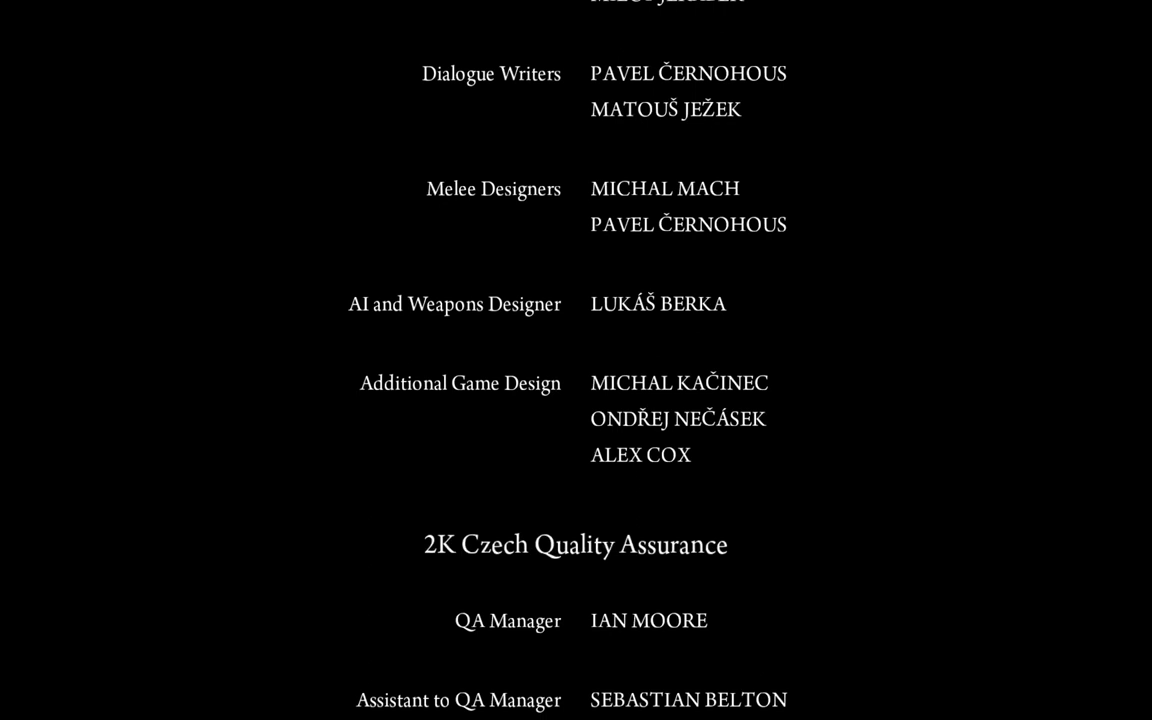 Dialogue Writers PAVEL ČERNOHOUS
MATOUŠ JEŽEK
Melee Designers MICHAL MACH
PAVEL ČERNOHOUS
AI and Weapons Designer LUKÁŠ BERKA
Additional Game Design MICHAL KAČINEC
ONDŘEJ NEČÁSEK
ALEX COX
2K Czech Quality Assurance
QA Manager IAN MOORE
Assistant to QA Manager SEBASTIAN BELTON